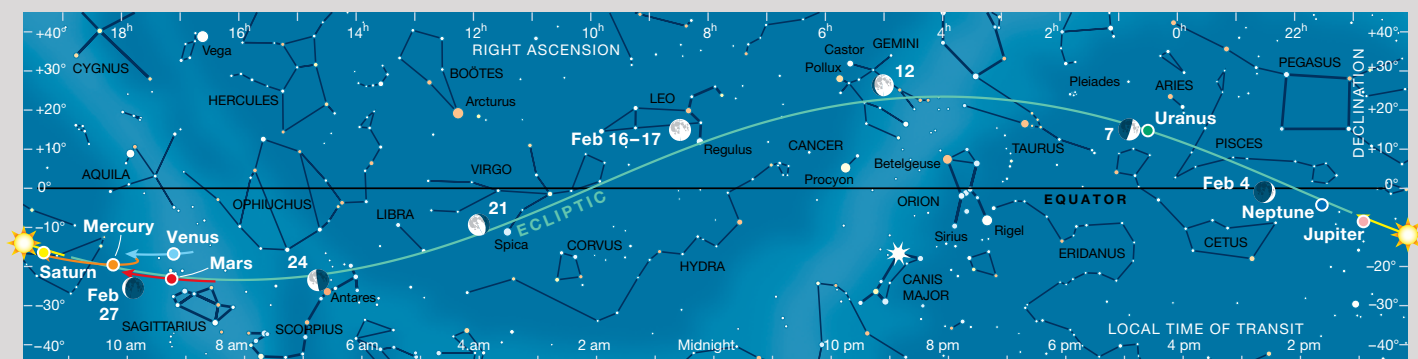 +40° 18h 16h 14h RIGHT ASCENSION 10h 8h 6h 4h 2h 0h 22h +40°
Vega
CYGNUS
+30°
HERCULES
BOÖTES
Arcturus
LEO
Castor
GEMINI
Pollux
12
Pleiades
ARIES
PEGASUS
+30°
DECLINATION
+20°
+20°
Feb 16–17
Regulus
CANCER
Procyon
Betelgeuse
TAURUS
7
Uranus
PISCES
+10°
+10°
AQUILA
VIRGO
0°
0°
EQUATOR
Feb 4
OPHIUCHUS
LIBRA
21
ECLIPTIC
Spica
CORVUS
HYDRA
ORION
Sirius
Rigel
ERIDANUS
CETUS
Neptune
Jupiter
–10°
Mercury
Venus
Saturn
Mars
–20°
–20°
24
Antares
Feb
27
CANIS
MAJOR
–30°
–30°
SAGITTARIUS
SCORPIUS
LOCAL TIME OF TRANSIT
–40° 10 am 8 am 6 am 4 am 2 am Midnight 10 pm 8 pm 6 pm 4 pm 2 pm –40°